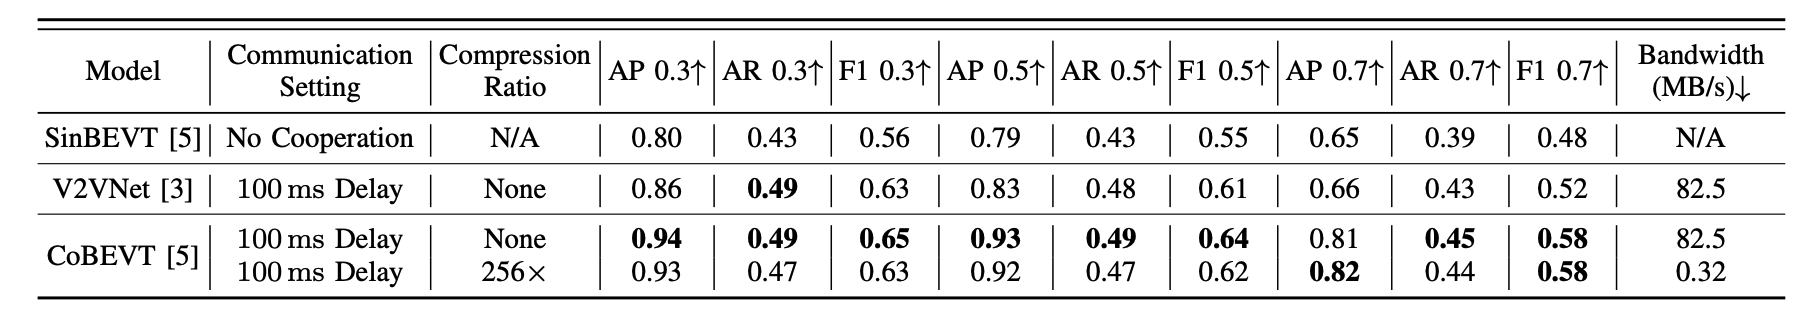 Model | Communication Setting | Compression Ratio | AP 0.3↑ | AR 0.3↑ | F1 0.3↑ | AP 0.5↑ | AR 0.5↑ | F1 0.5↑ | AP 0.7↑ | AR 0.7↑ | F1 0.7↑ | Bandwidth (MB/s)↓
SinBEVT [5] | No Cooperation | N/A | 0.80 | 0.43 | 0.56 | 0.79 | 0.43 | 0.55 | 0.65 | 0.39 | 0.48 | N/A
V2VNet [3] | 100 ms Delay | None | 0.86 | 0.49 | 0.63 | 0.83 | 0.48 | 0.61 | 0.66 | 0.43 | 0.52 | 82.5
CoBEVT [5] | 100 ms Delay | None | 0.94 | 0.49 | 0.65 | 0.93 | 0.49 | 0.64 | 0.81 | 0.45 | 0.58 | 82.5
100 ms Delay | 256× | 0.93 | 0.47 | 0.63 | 0.92 | 0.47 | 0.62 | 0.82 | 0.44 | 0.58 | 0.32